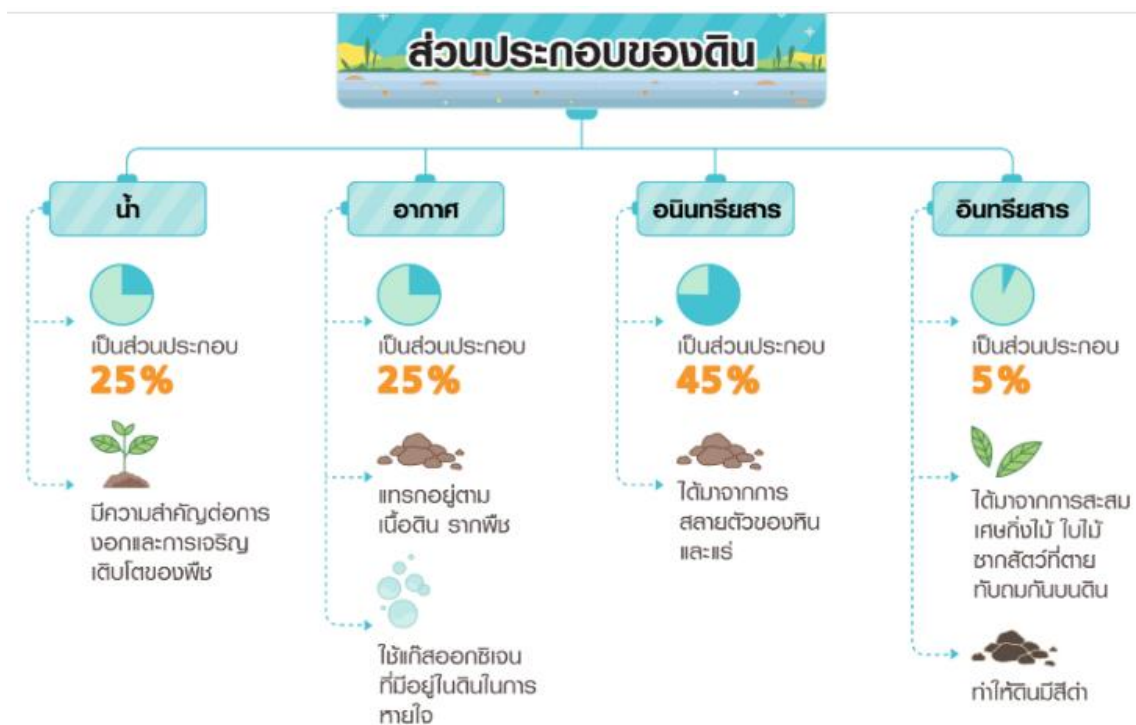 ส่วนประกอบของดิน
น้ำ
เป็นส่วนประกอบ
25%
มีความสำคัญต่อการ
งอกและการเจริญ
เติบโตของพืช
อากาศ
เป็นส่วนประกอบ
25%
แทรกอยู่ตาม
เนื้อดิน รากพืช
ใช้แก๊สออกซิเจน
ที่มีอยู่ในดินในการ
หายใจ
อนินทรียสาร
เป็นส่วนประกอบ
45%
ได้มาจากการ
สลายตัวของหิน
และแร่
อินทรียสาร
เป็นส่วนประกอบ
5%
ได้มาจากการสะสม
เศษกิ่งไม้ ใบไม้
ซากสัตว์ที่ตาย
ทับถมกันบนดิน
ทำให้ดินมีสีดำ